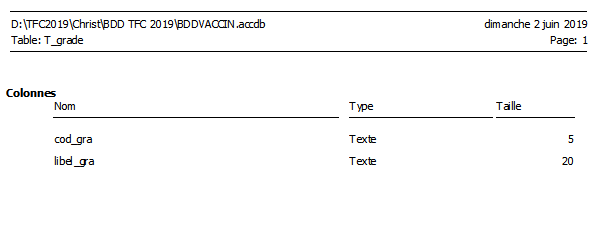 D:\TFC2019\Christ\BDD TFC 2019\BDDVACCIN.accdb dimanche 2 juin 2019
Table: T_grade Page: 1
Colonnes
Nom Type Taille
cod_gra Texte 5
libel_gra Texte 20